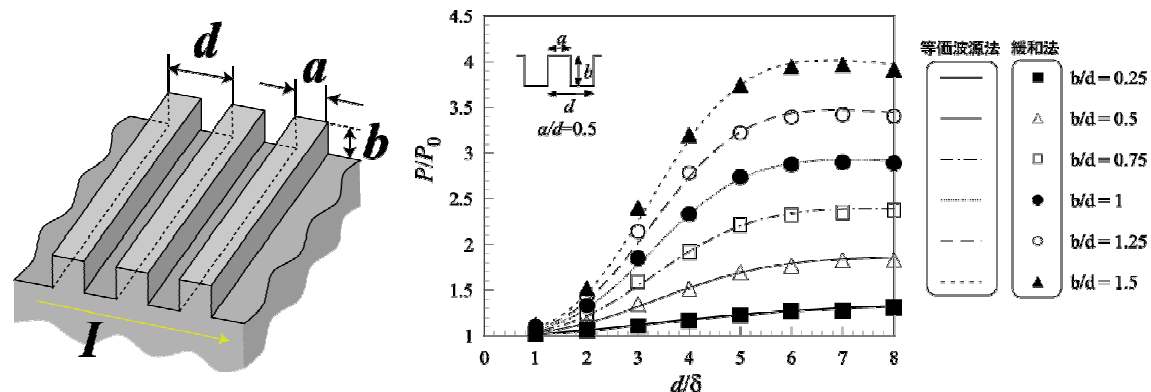 d
a
b
I
4.5
4
3.5
3
2.5
2
1.5
1
0 1 2 3 4 5 6 7 8
P/P₀
d/δ
a
b
d
a/d=0.5
等価波源法 緩和法
b/d = 0.25
b/d = 0.5
b/d = 0.75
b/d = 1
b/d = 1.25
b/d = 1.5